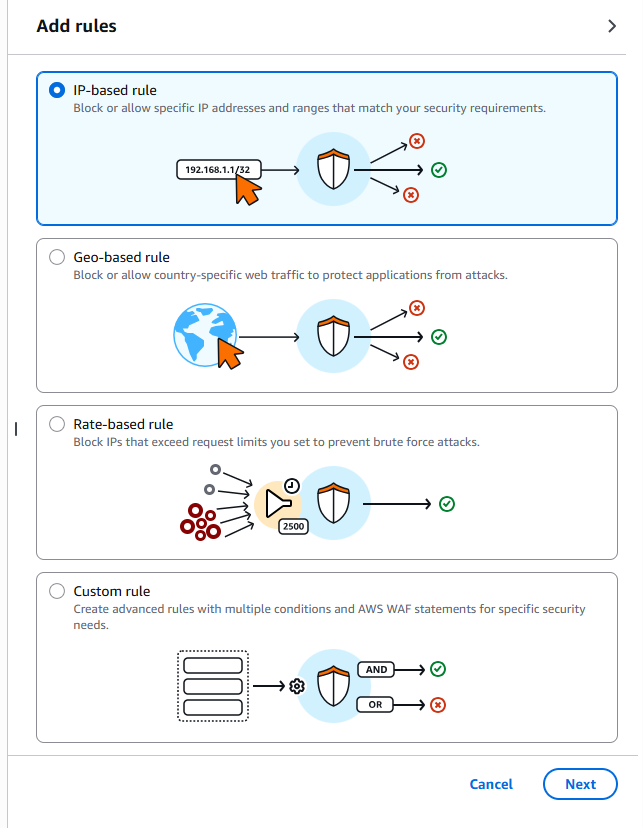 Add rules
IP-based rule
Block or allow specific IP addresses and ranges that match your security requirements.
192.168.1.1/32
Geo-based rule
Block or allow country-specific web traffic to protect applications from attacks.
Rate-based rule
Block IPs that exceed request limits you set to prevent brute force attacks.
2500
Custom rule
Create advanced rules with multiple conditions and AWS WAF statements for specific security
needs.
AND
OR
Cancel
Next